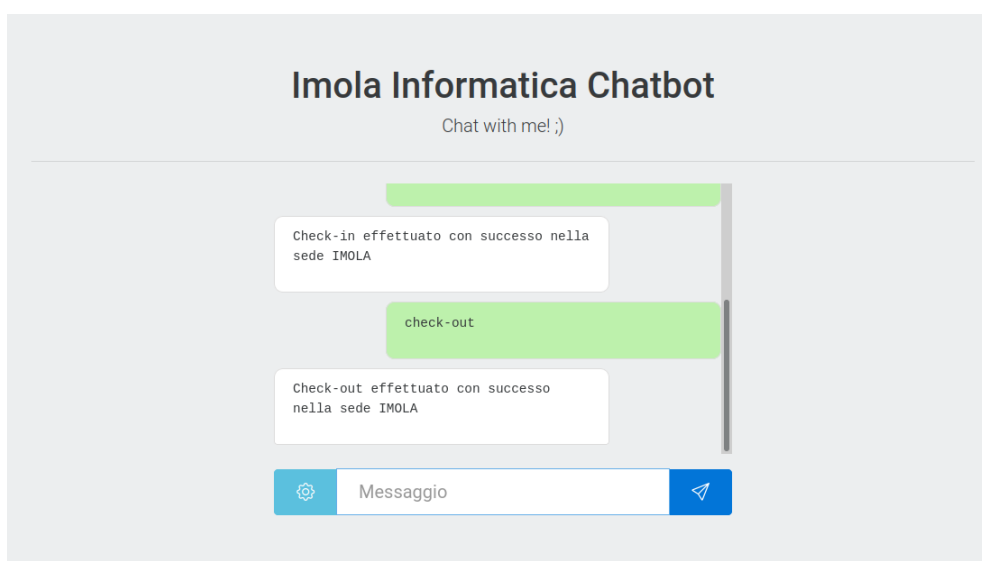 Imola Informatica Chatbot
Chat with me! ;)
Check-in effettuato con successo nella
sede IMOLA
check-out
Check-out effettuato con successo
nella sede IMOLA
Messaggio